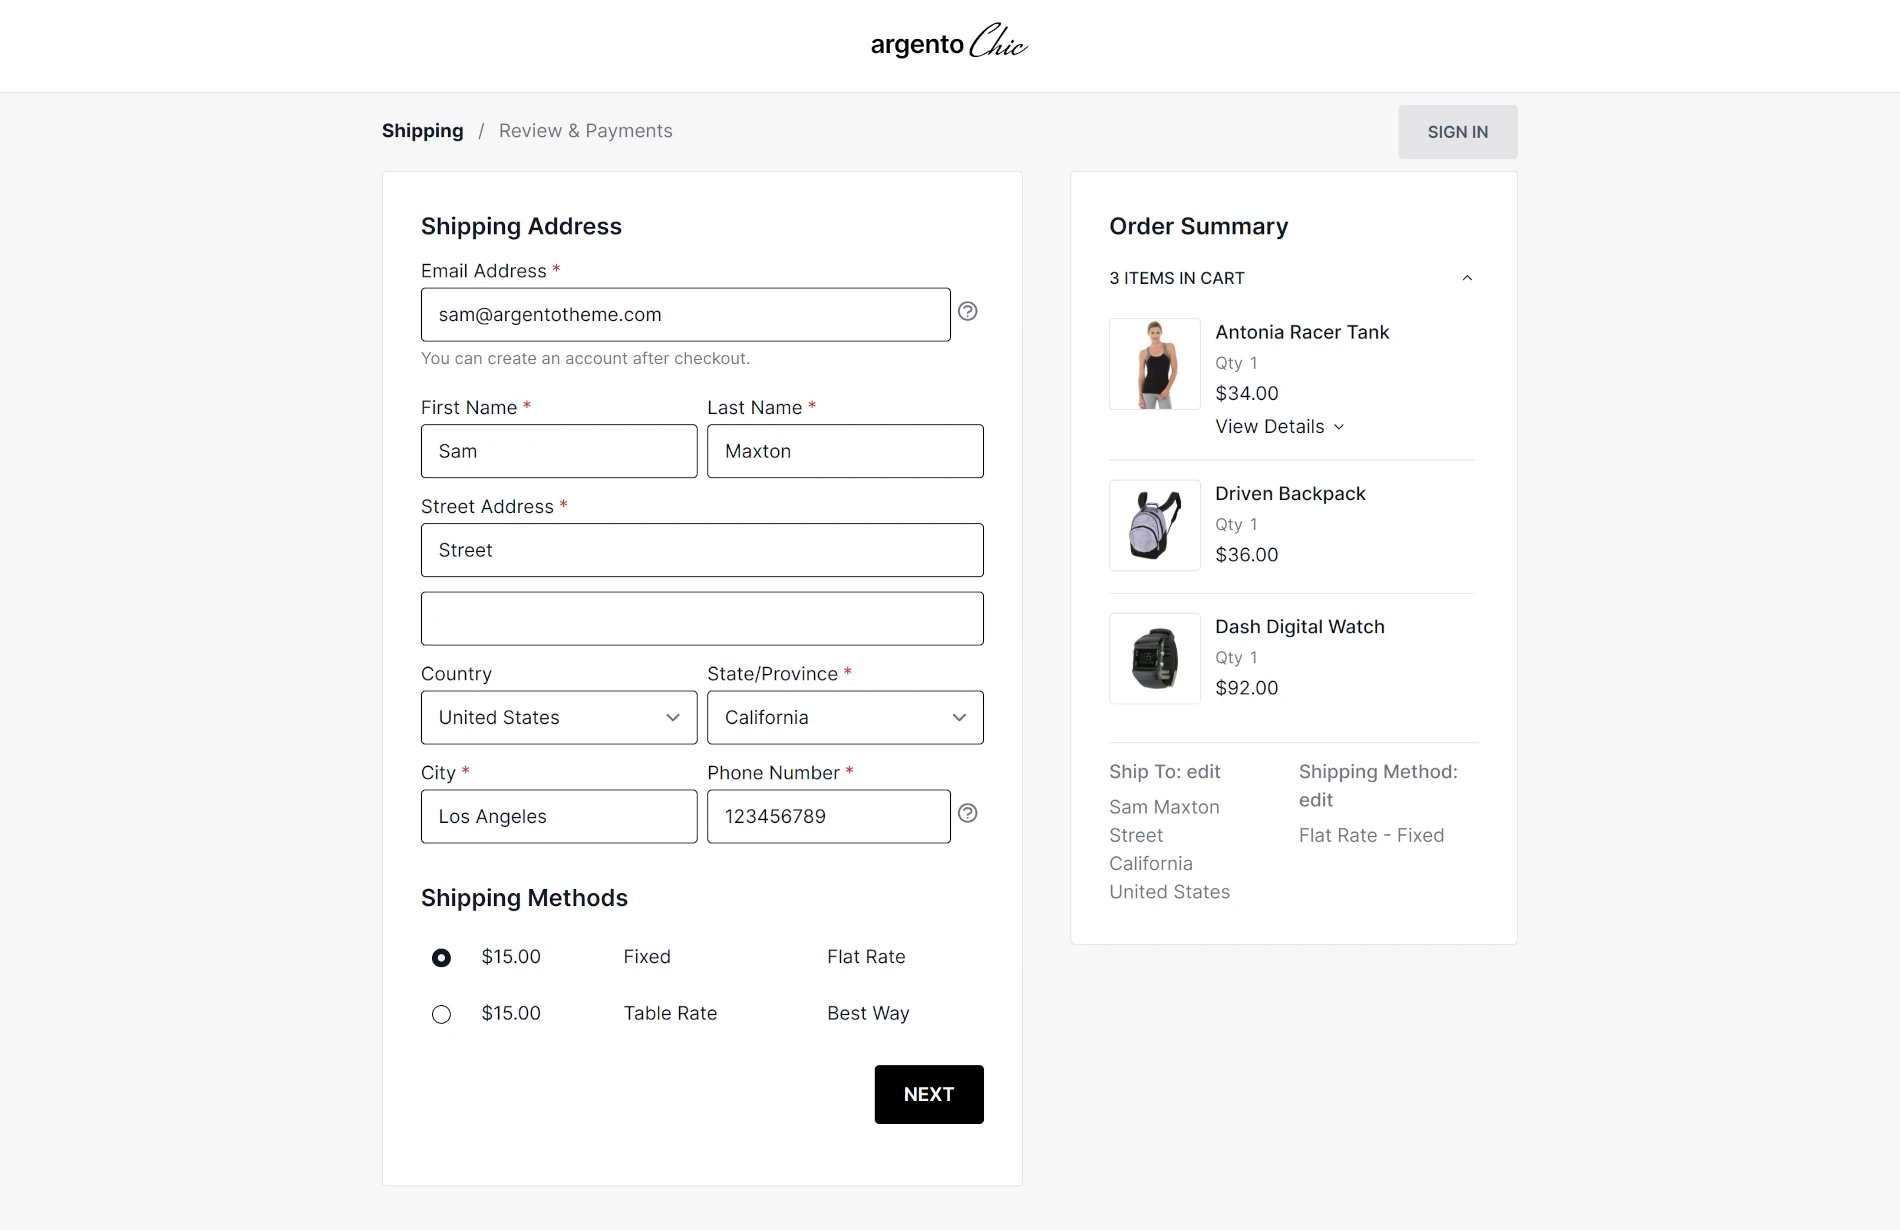 argento Chic
Shipping / Review & Payments
SIGN IN
Shipping Address
Email Address *
sam@argentotheme.com
You can create an account after checkout.
First Name *
Last Name *
Sam
Maxton
Street Address *
Street
Country
State/Province *
United States
California
City *
Phone Number *
Los Angeles
123456789
Shipping Methods
$15.00 Fixed Flat Rate
$15.00 Table Rate Best Way
NEXT
Order Summary
3 ITEMS IN CART
Antonia Racer Tank
Qty 1
$34.00
View Details
Driven Backpack
Qty 1
$36.00
Dash Digital Watch
Qty 1
$92.00
Ship To: edit
Sam Maxton
Street
California
United States
Shipping Method:
edit
Flat Rate - Fixed